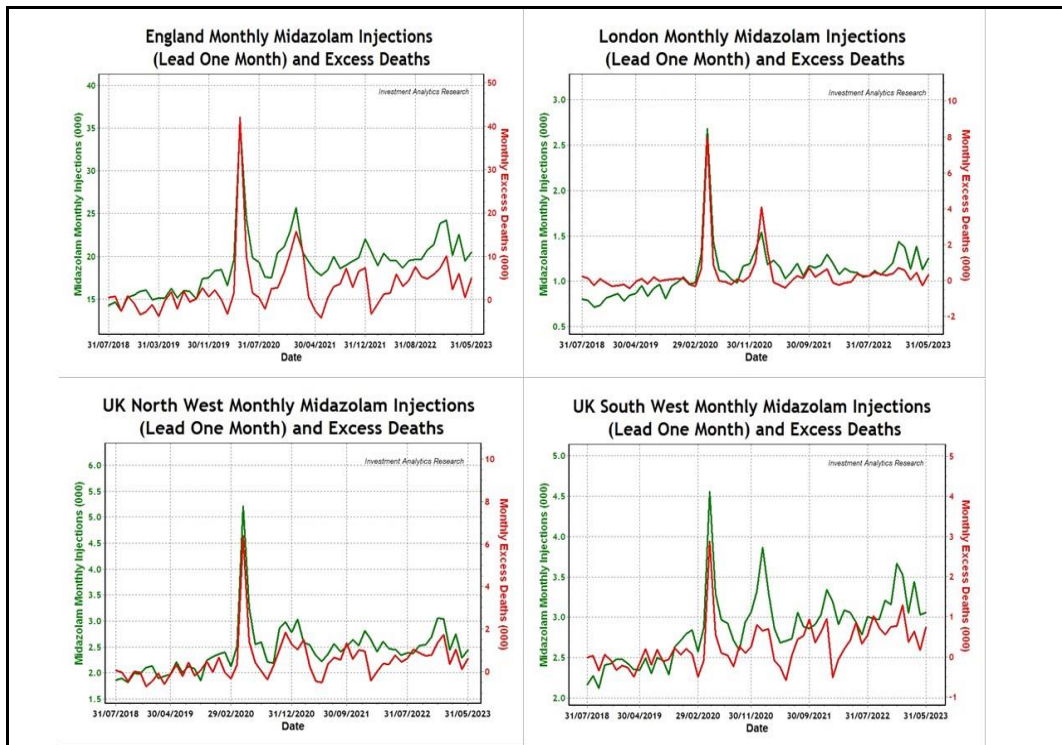 England Monthly Midazolam Injections
(Lead One Month) and Excess Deaths
Investment Analytics Research
Midazolam Monthly Injections (000)
40
35
30
25
20
15
Monthly Excess Deaths (000)
50
40
30
20
10
0
31/07/2018 31/03/2019 30/11/2019 31/07/2020 30/04/2021 31/12/2021 31/08/2022 31/05/2023
Date
London Monthly Midazolam Injections
(Lead One Month) and Excess Deaths
Investment Analytics Research
Midazolam Monthly Injections (000)
3.0
2.5
2.0
1.5
1.0
0.5
Monthly Excess Deaths (000)
10
8
6
4
2
0
-2
31/07/2018 30/04/2019 29/02/2020 30/11/2020 30/09/2021 31/07/2022 31/05/2023
Date
UK North West Monthly Midazolam Injections
(Lead One Month) and Excess Deaths
Investment Analytics Research
Midazolam Monthly Injections (000)
6.0
5.5
5.0
4.5
4.0
3.5
3.0
2.5
2.0
1.5
Monthly Excess Deaths (000)
10
8
6
4
2
0
31/07/2018 30/04/2019 29/02/2020 31/12/2020 30/09/2021 31/07/2022 31/05/2023
Date
UK South West Monthly Midazolam Injections
(Lead One Month) and Excess Deaths
Investment Analytics Research
Midazolam Monthly Injections (000)
5.0
4.5
4.0
3.5
3.0
2.5
2.0
Monthly Excess Deaths (000)
5
4
3
2
1
0
-1
31/07/2018 30/04/2019 29/02/2020 30/11/2020 30/09/2021 31/07/2022 31/05/2023
Date